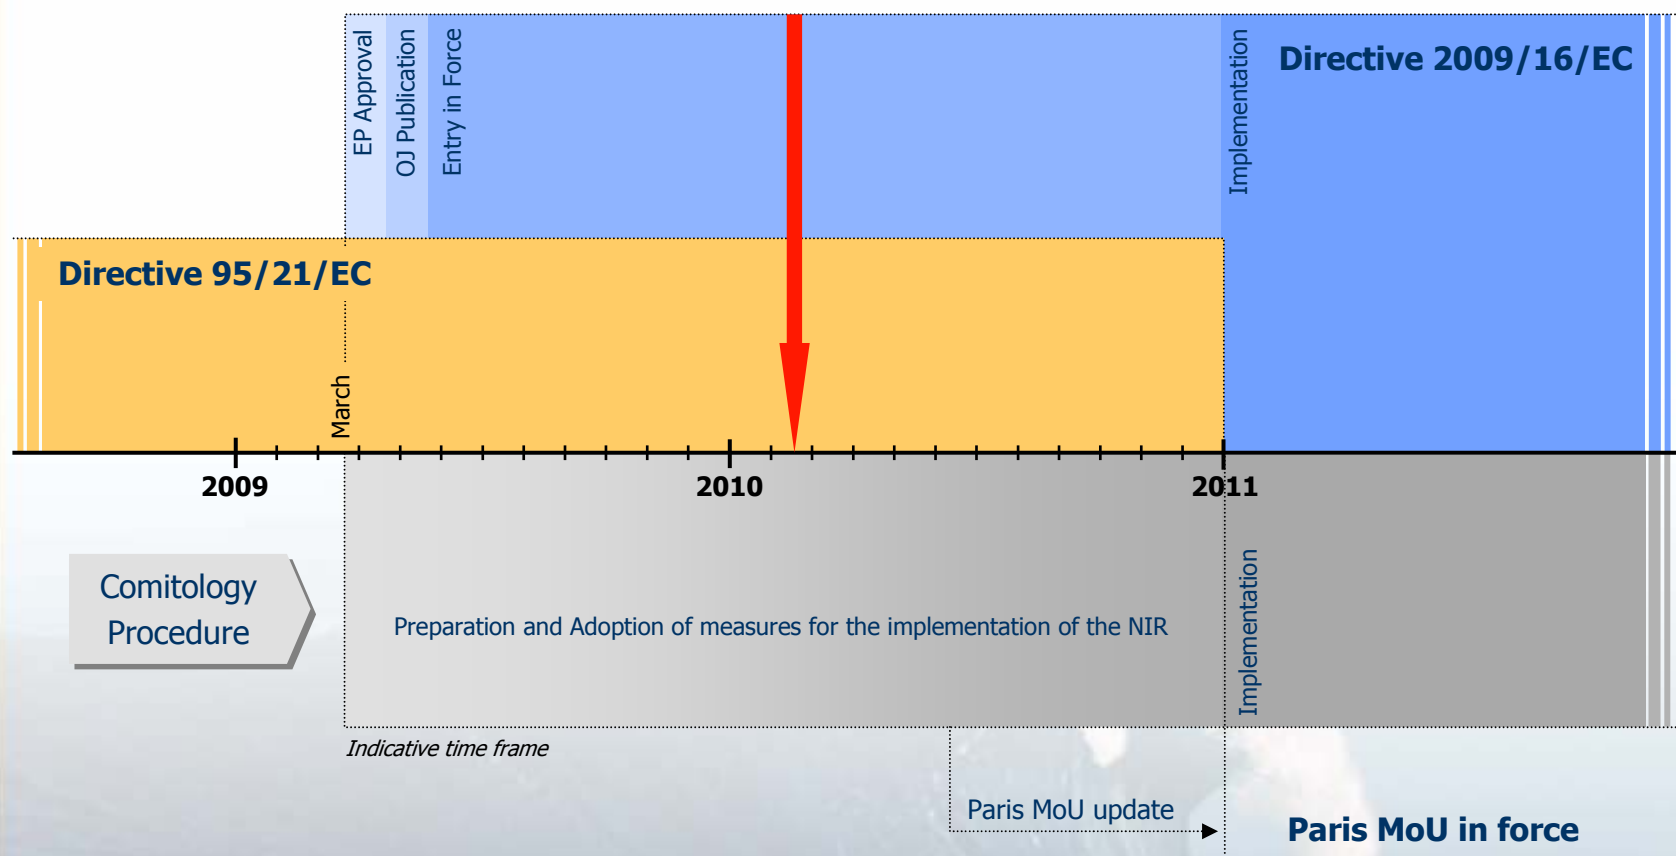 EP Approval
OJ Publication
Entry in Force
Implementation
Directive 2009/16/EC
Directive 95/21/EC
March
2009
2010
2011
Comitology
Procedure
Preparation and Adoption of measures for the implementation of the NIR
Implementation
Indicative time frame
Paris MoU update
Paris MoU in force